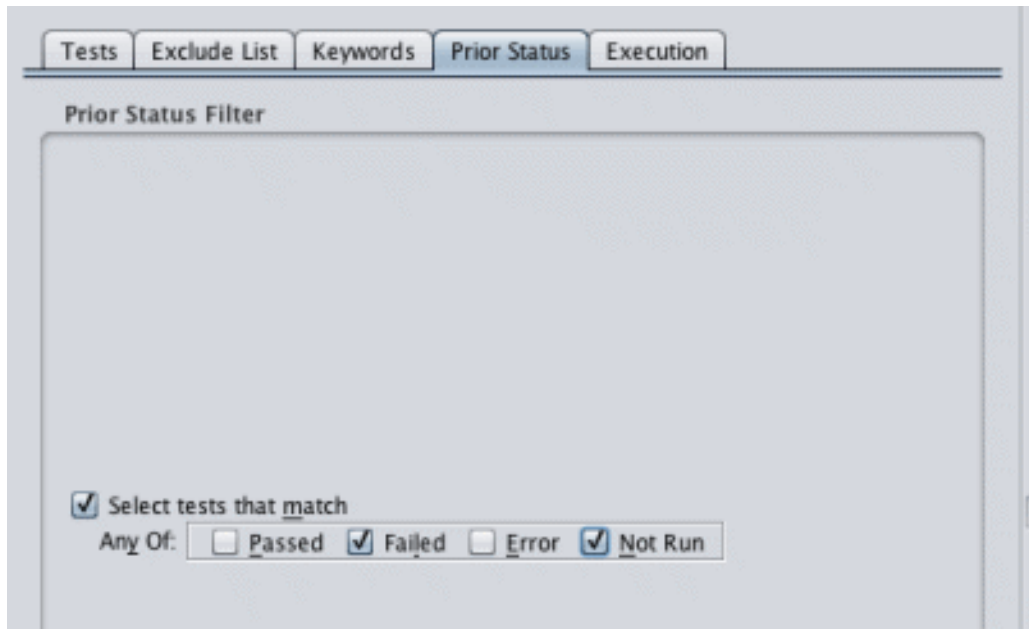 Tests Exclude List Keywords Prior Status Execution
Prior Status Filter
Select tests that match
Any Of: Passed Failed Error Not Run